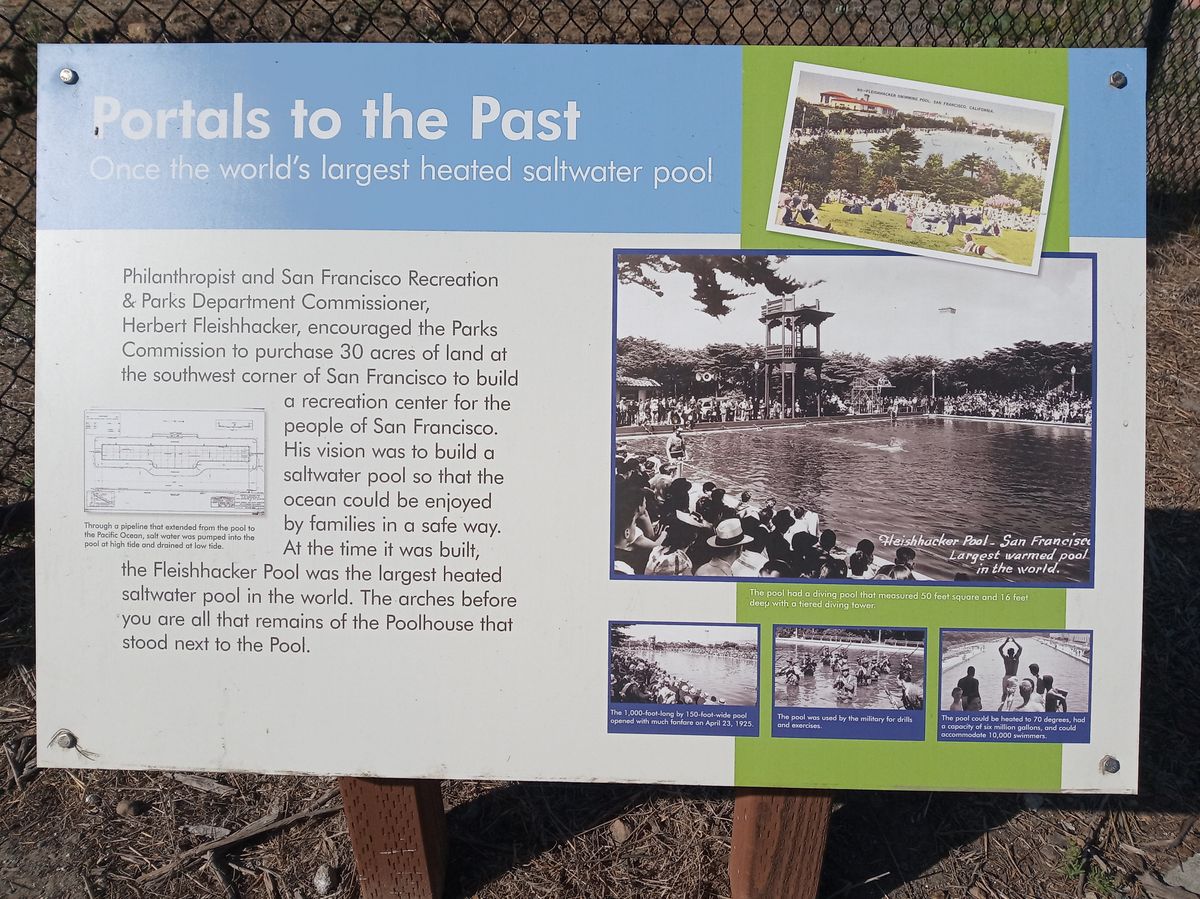 Portals to the Past
Once the world's largest heated saltwater pool
80—FLEISHHACKER SWIMMING POOL, SAN FRANCISCO, CALIFORNIA
Philanthropist and San Francisco Recreation
& Parks Department Commissioner,
Herbert Fleishhacker, encouraged the Parks
Commission to purchase 30 acres of land at
the southwest corner of San Francisco to build
a recreation center for the
people of San Francisco.
His vision was to build a
saltwater pool so that the
ocean could be enjoyed
by families in a safe way.
At the time it was built,
the Fleishhacker Pool was the largest heated
saltwater pool in the world. The arches before
you are all that remains of the Poolhouse that
stood next to the Pool.
Through a pipeline that extended from the pool to
the Pacific Ocean, salt water was pumped into the
pool at high tide and drained at low tide.
Fleishhacker Pool - San Francisco
Largest warmed pool
in the world.
The pool had a diving pool that measured 50 feet square and 16 feet
deep with a tiered diving tower.
The 1,000-foot-long by 150-foot-wide pool
opened with much fanfare on April 23, 1925.
The pool was used by the military for drills
and exercises.
The pool could be heated to 70 degrees, had
a capacity of six million gallons, and could
accommodate 10,000 swimmers.